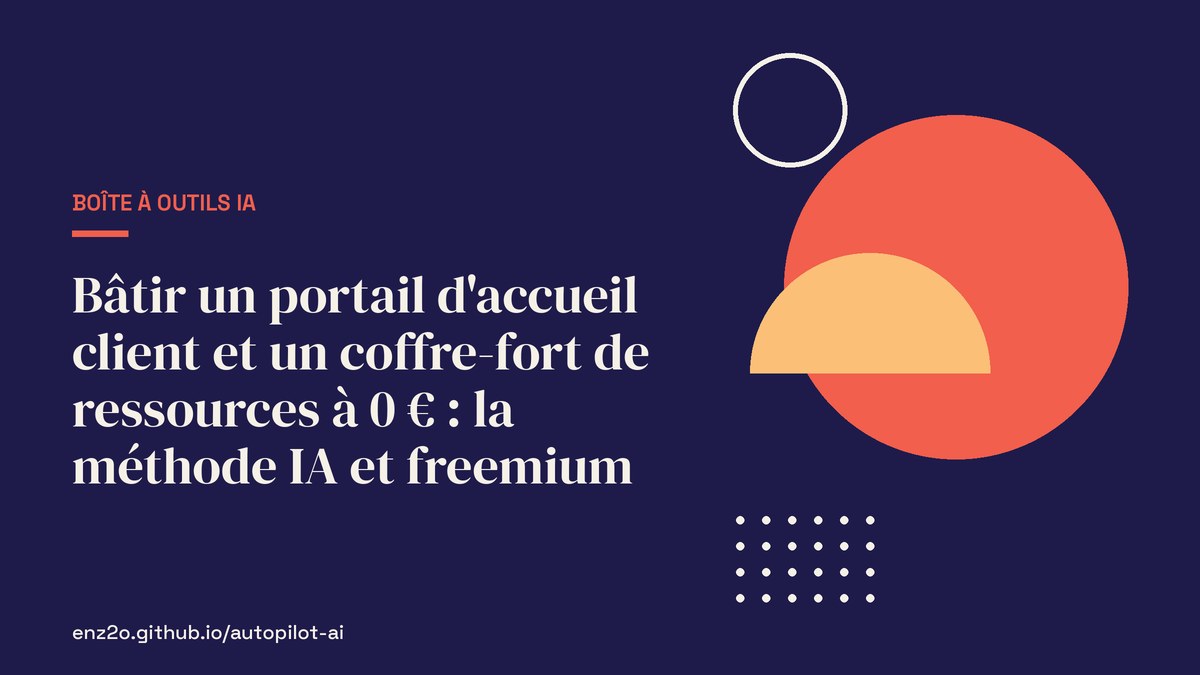 BOÎTE À OUTILS IA
Bâtir un portail d'accueil
client et un coffre-fort de
ressources à 0 € : la
méthode IA et freemium
enz2o.github.io/autopilot-ai